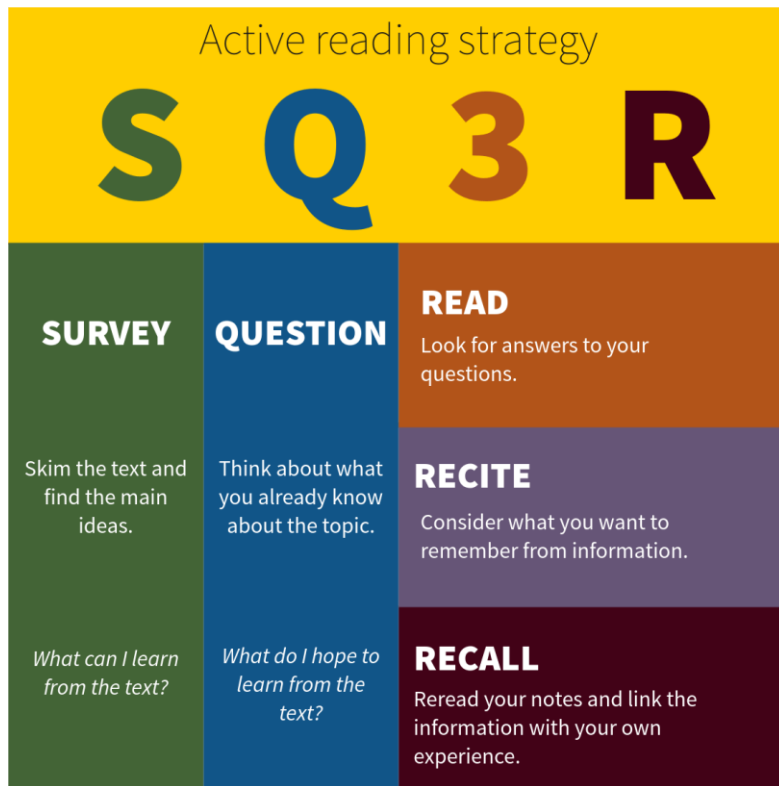 Active reading strategy
S Q 3 R
SURVEY
Skim the text and
find the main
ideas.
What can I learn
from the text?
QUESTION
Think about what
you already know
about the topic.
What do I hope to
learn from the
text?
READ
Look for answers to your
questions.
RECITE
Consider what you want to
remember from information.
RECALL
Reread your notes and link the
information with your own
experience.